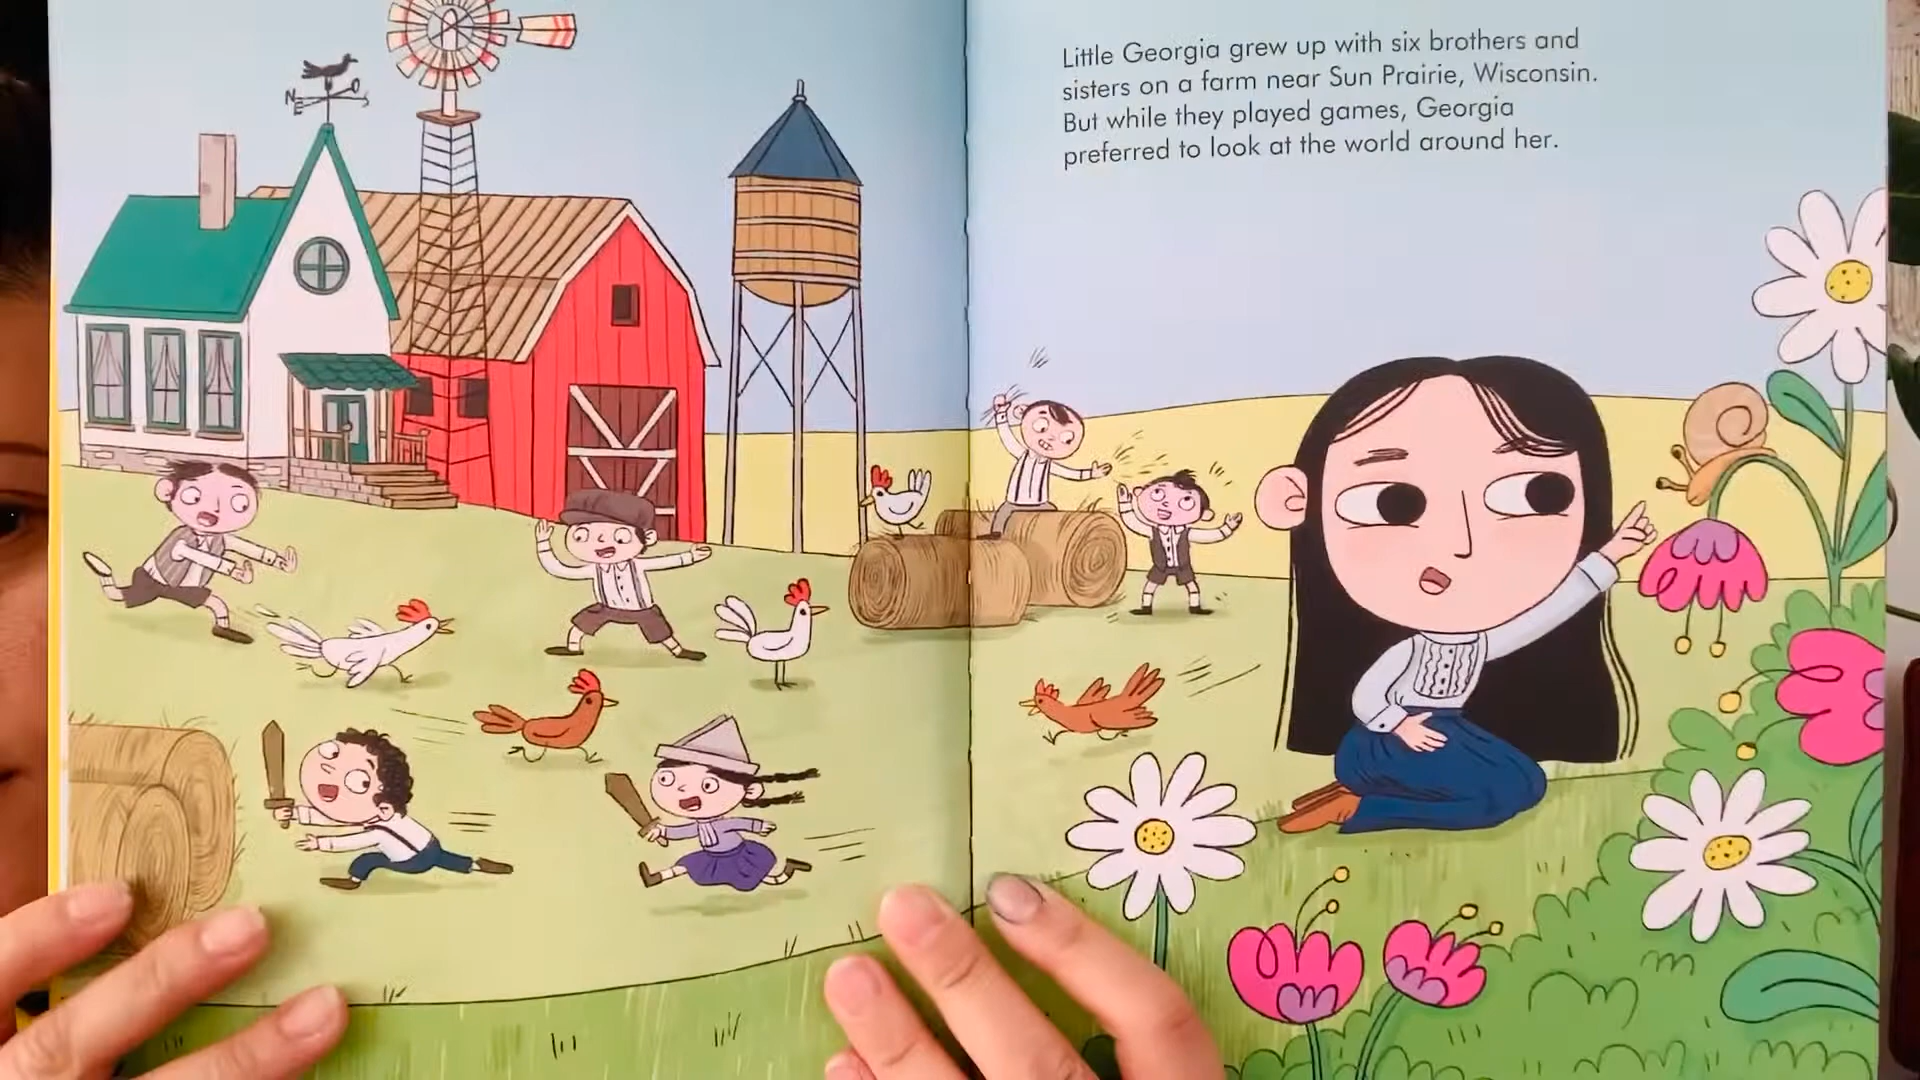 Little Georgia grew up with six brothers and
sisters on a farm near Sun Prairie, Wisconsin.
But while they played games, Georgia
preferred to look at the world around her.
N
E
S